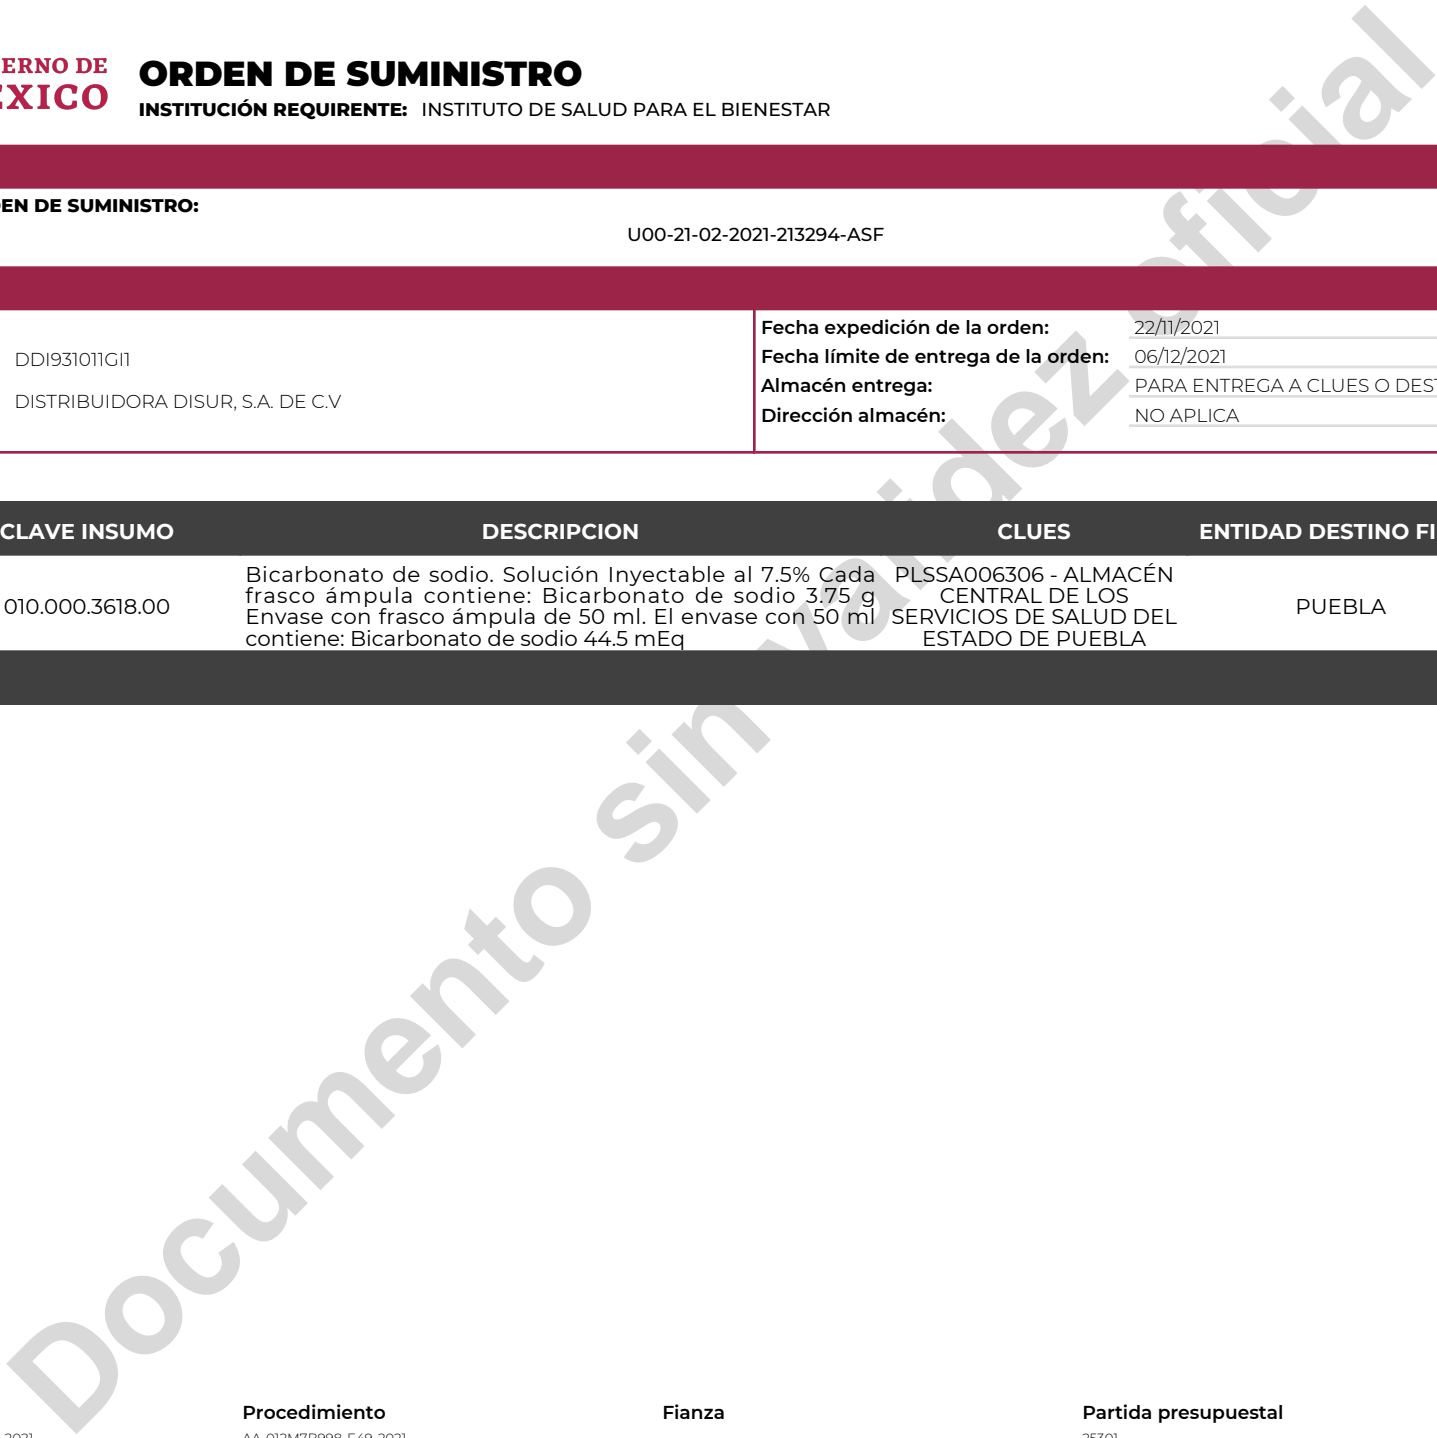 ERNO DE
ÉXICO
ORDEN DE SUMINISTRO
INSTITUCIÓN REQUIRENTE: INSTITUTO DE SALUD PARA EL BIENESTAR
EN DE SUMINISTRO:
U00-21-02-2021-213294-ASF
DDI931011GI1
DISTRIBUIDORA DISUR, S.A. DE C.V
Fecha expedición de la orden: 22/11/2021
Fecha límite de entrega de la orden: 06/12/2021
Almacén entrega: PARA ENTREGA A CLUES O DEST
Dirección almacén: NO APLICA
CLAVE INSUMO DESCRIPCION CLUES ENTIDAD DESTINO FI
010.000.3618.00
Bicarbonato de sodio. Solución Inyectable al 7.5% Cada
frasco ámpula contiene: Bicarbonato de sodio 3.75 g
Envase con frasco ámpula de 50 ml. El envase con 50 ml
contiene: Bicarbonato de sodio 44.5 mEq
PLSSA006306 - ALMACÉN
CENTRAL DE LOS
SERVICIOS DE SALUD DEL
ESTADO DE PUEBLA
PUEBLA
Documento sin validez oficial
Procedimiento Fianza Partida presupuestal